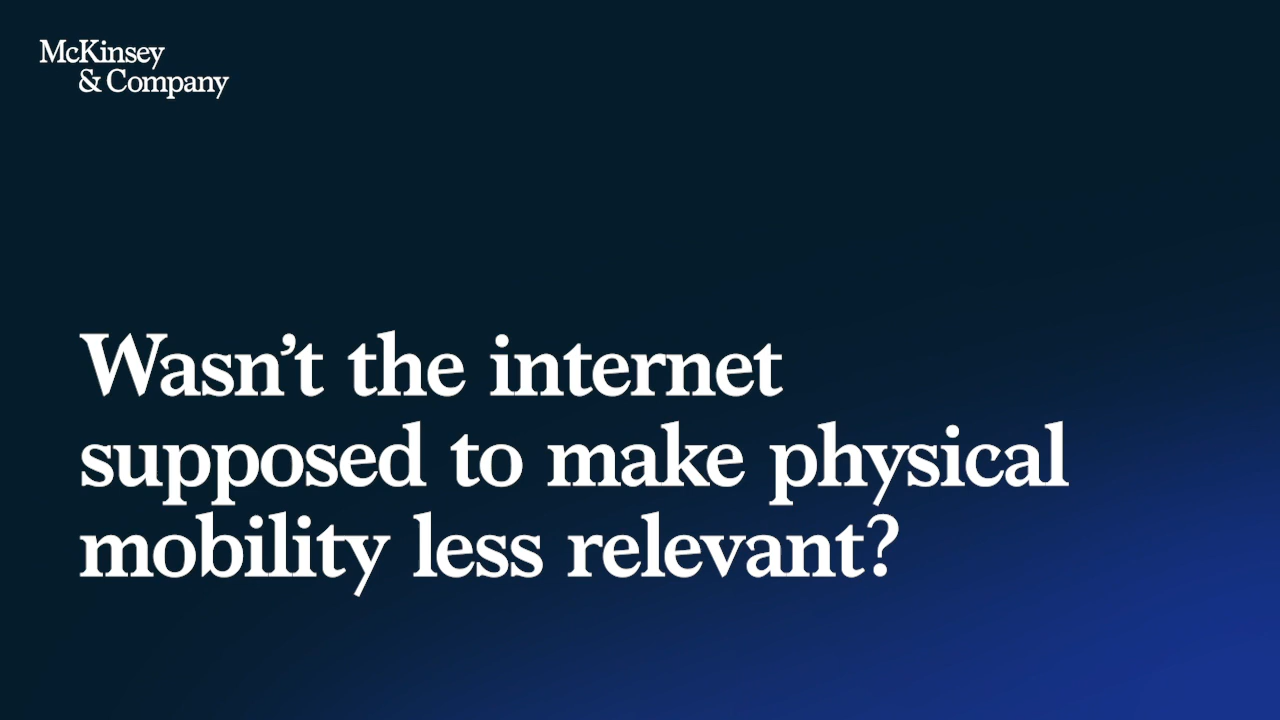 McKinsey
& Company
Wasn’t the internet
supposed to make physical
mobility less relevant?